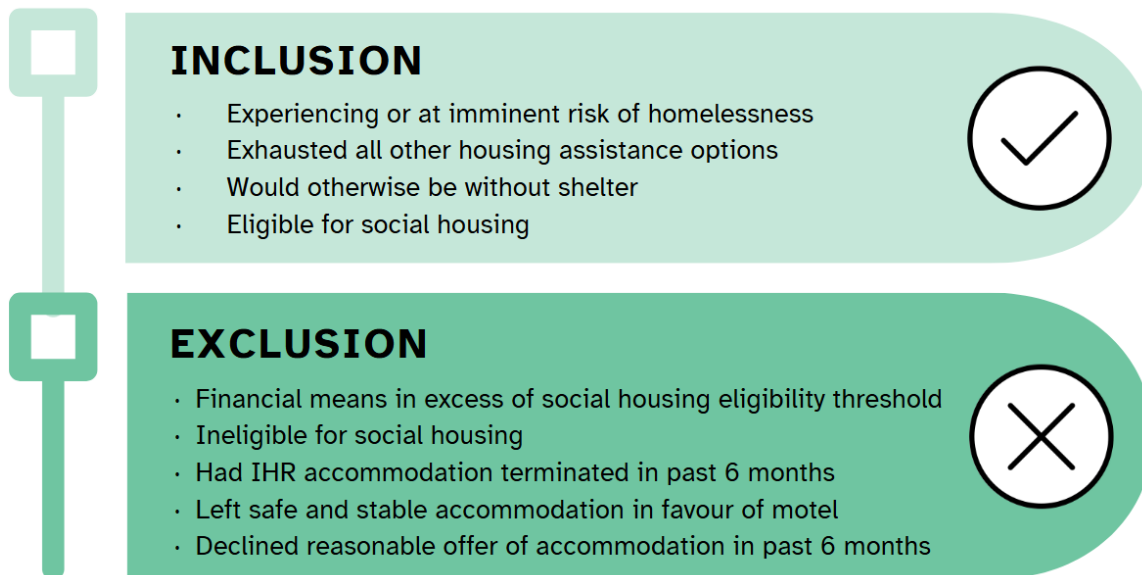 INCLUSION
· Experiencing or at imminent risk of homelessness
· Exhausted all other housing assistance options
· Would otherwise be without shelter
· Eligible for social housing
EXCLUSION
· Financial means in excess of social housing eligibility threshold
· Ineligible for social housing
· Had IHR accommodation terminated in past 6 months
· Left safe and stable accommodation in favour of motel
· Declined reasonable offer of accommodation in past 6 months